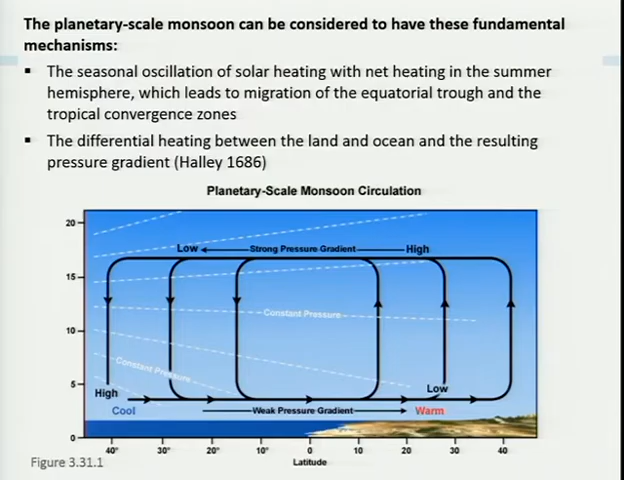 The planetary-scale monsoon can be considered to have these fundamental
mechanisms:
▪ The seasonal oscillation of solar heating with net heating in the summer
hemisphere, which leads to migration of the equatorial trough and the
tropical convergence zones
▪ The differential heating between the land and ocean and the resulting
pressure gradient (Halley 1686)
Planetary-Scale Monsoon Circulation
20
Low Strong Pressure Gradient High
15
Constant Pressure
10
Constant Pressure
5
High Low
Cool Weak Pressure Gradient Warm
0
40° 30° 20° 10° 0 10 20 30 40
Latitude
Figure 3.31.1